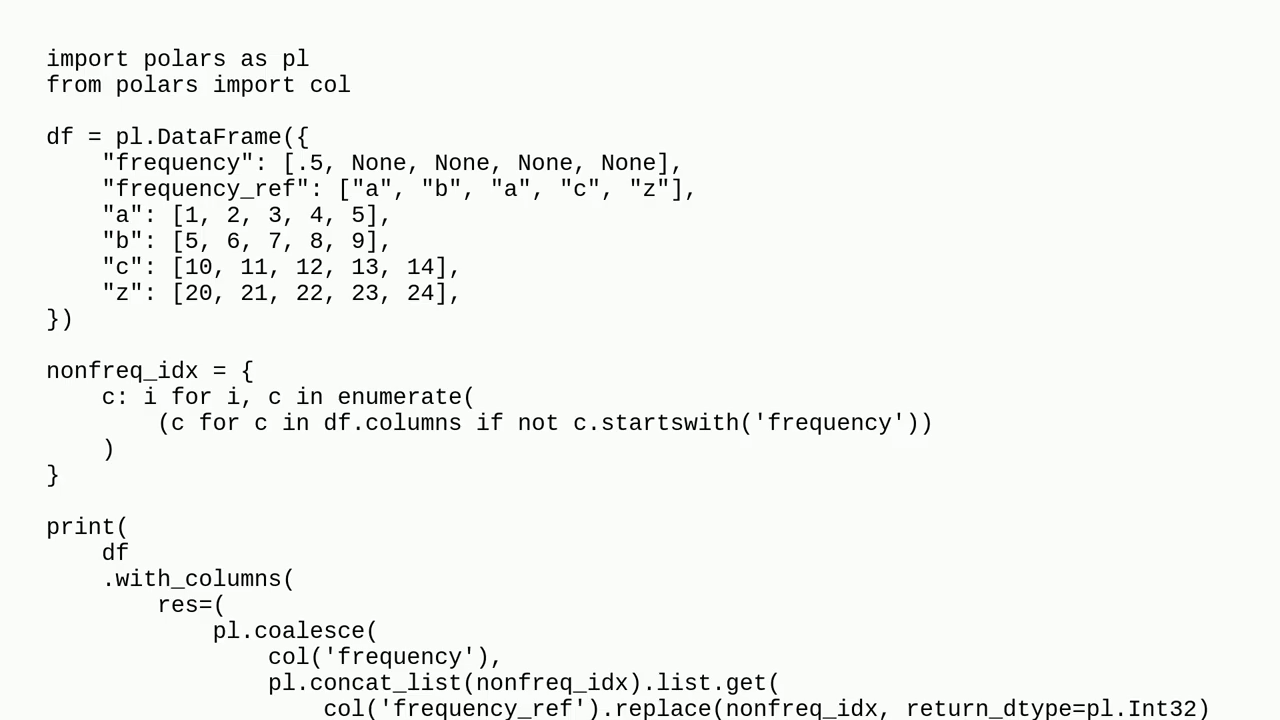 import polars as pl
from polars import col

df = pl.DataFrame({
    "frequency": [.5, None, None, None, None],
    "frequency_ref": ["a", "b", "a", "c", "z"],
    "a": [1, 2, 3, 4, 5],
    "b": [5, 6, 7, 8, 9],
    "c": [10, 11, 12, 13, 14],
    "z": [20, 21, 22, 23, 24],
})

nonfreq_idx = {
    c: i for i, c in enumerate(
        (c for c in df.columns if not c.startswith('frequency'))
    )
}

print(
    df
    .with_columns(
        res=(
            pl.coalesce(
                col('frequency'),
                pl.concat_list(nonfreq_idx).list.get(
                    col('frequency_ref').replace(nonfreq_idx, return_dtype=pl.Int32)